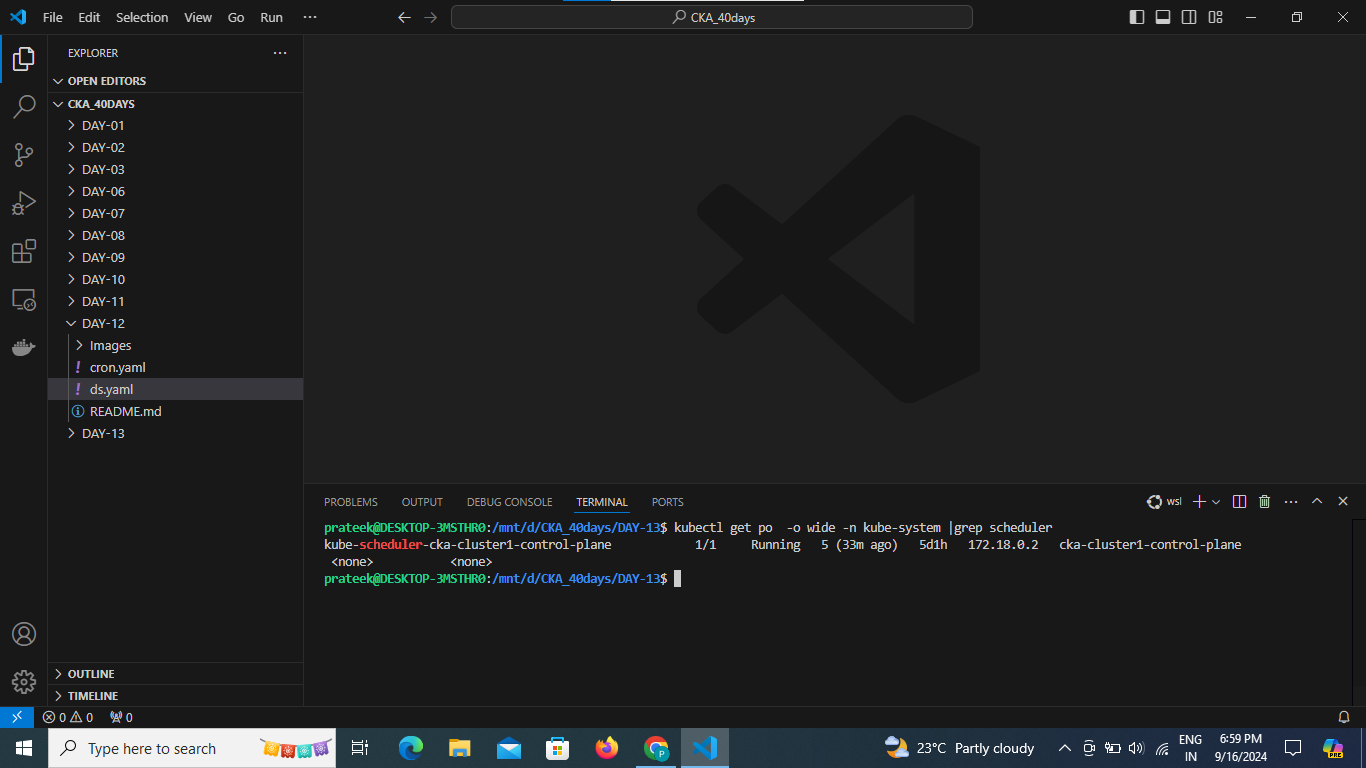 File Edit Selection View Go Run ···
CKA_40days
EXPLORER ···
OPEN EDITORS
CKA_40DAYS
DAY-01
DAY-02
DAY-03
DAY-06
DAY-07
DAY-08
DAY-09
DAY-10
DAY-11
DAY-12
Images
! cron.yaml
! ds.yaml
README.md
DAY-13
OUTLINE
TIMELINE
PROBLEMS OUTPUT DEBUG CONSOLE TERMINAL PORTS
wsl
prateek@DESKTOP-3MSTHR0:/mnt/d/CKA_40days/DAY-13$ kubectl get po  -o wide -n kube-system |grep scheduler
kube-scheduler-cka-cluster1-control-plane 1/1 Running 5 (33m ago) 5d1h 172.18.0.2 cka-cluster1-control-plane
<none> <none>
prateek@DESKTOP-3MSTHR0:/mnt/d/CKA_40days/DAY-13$
0 0 0
Type here to search
23°C Partly cloudy
ENG
IN
6:59 PM
9/16/2024
PRE